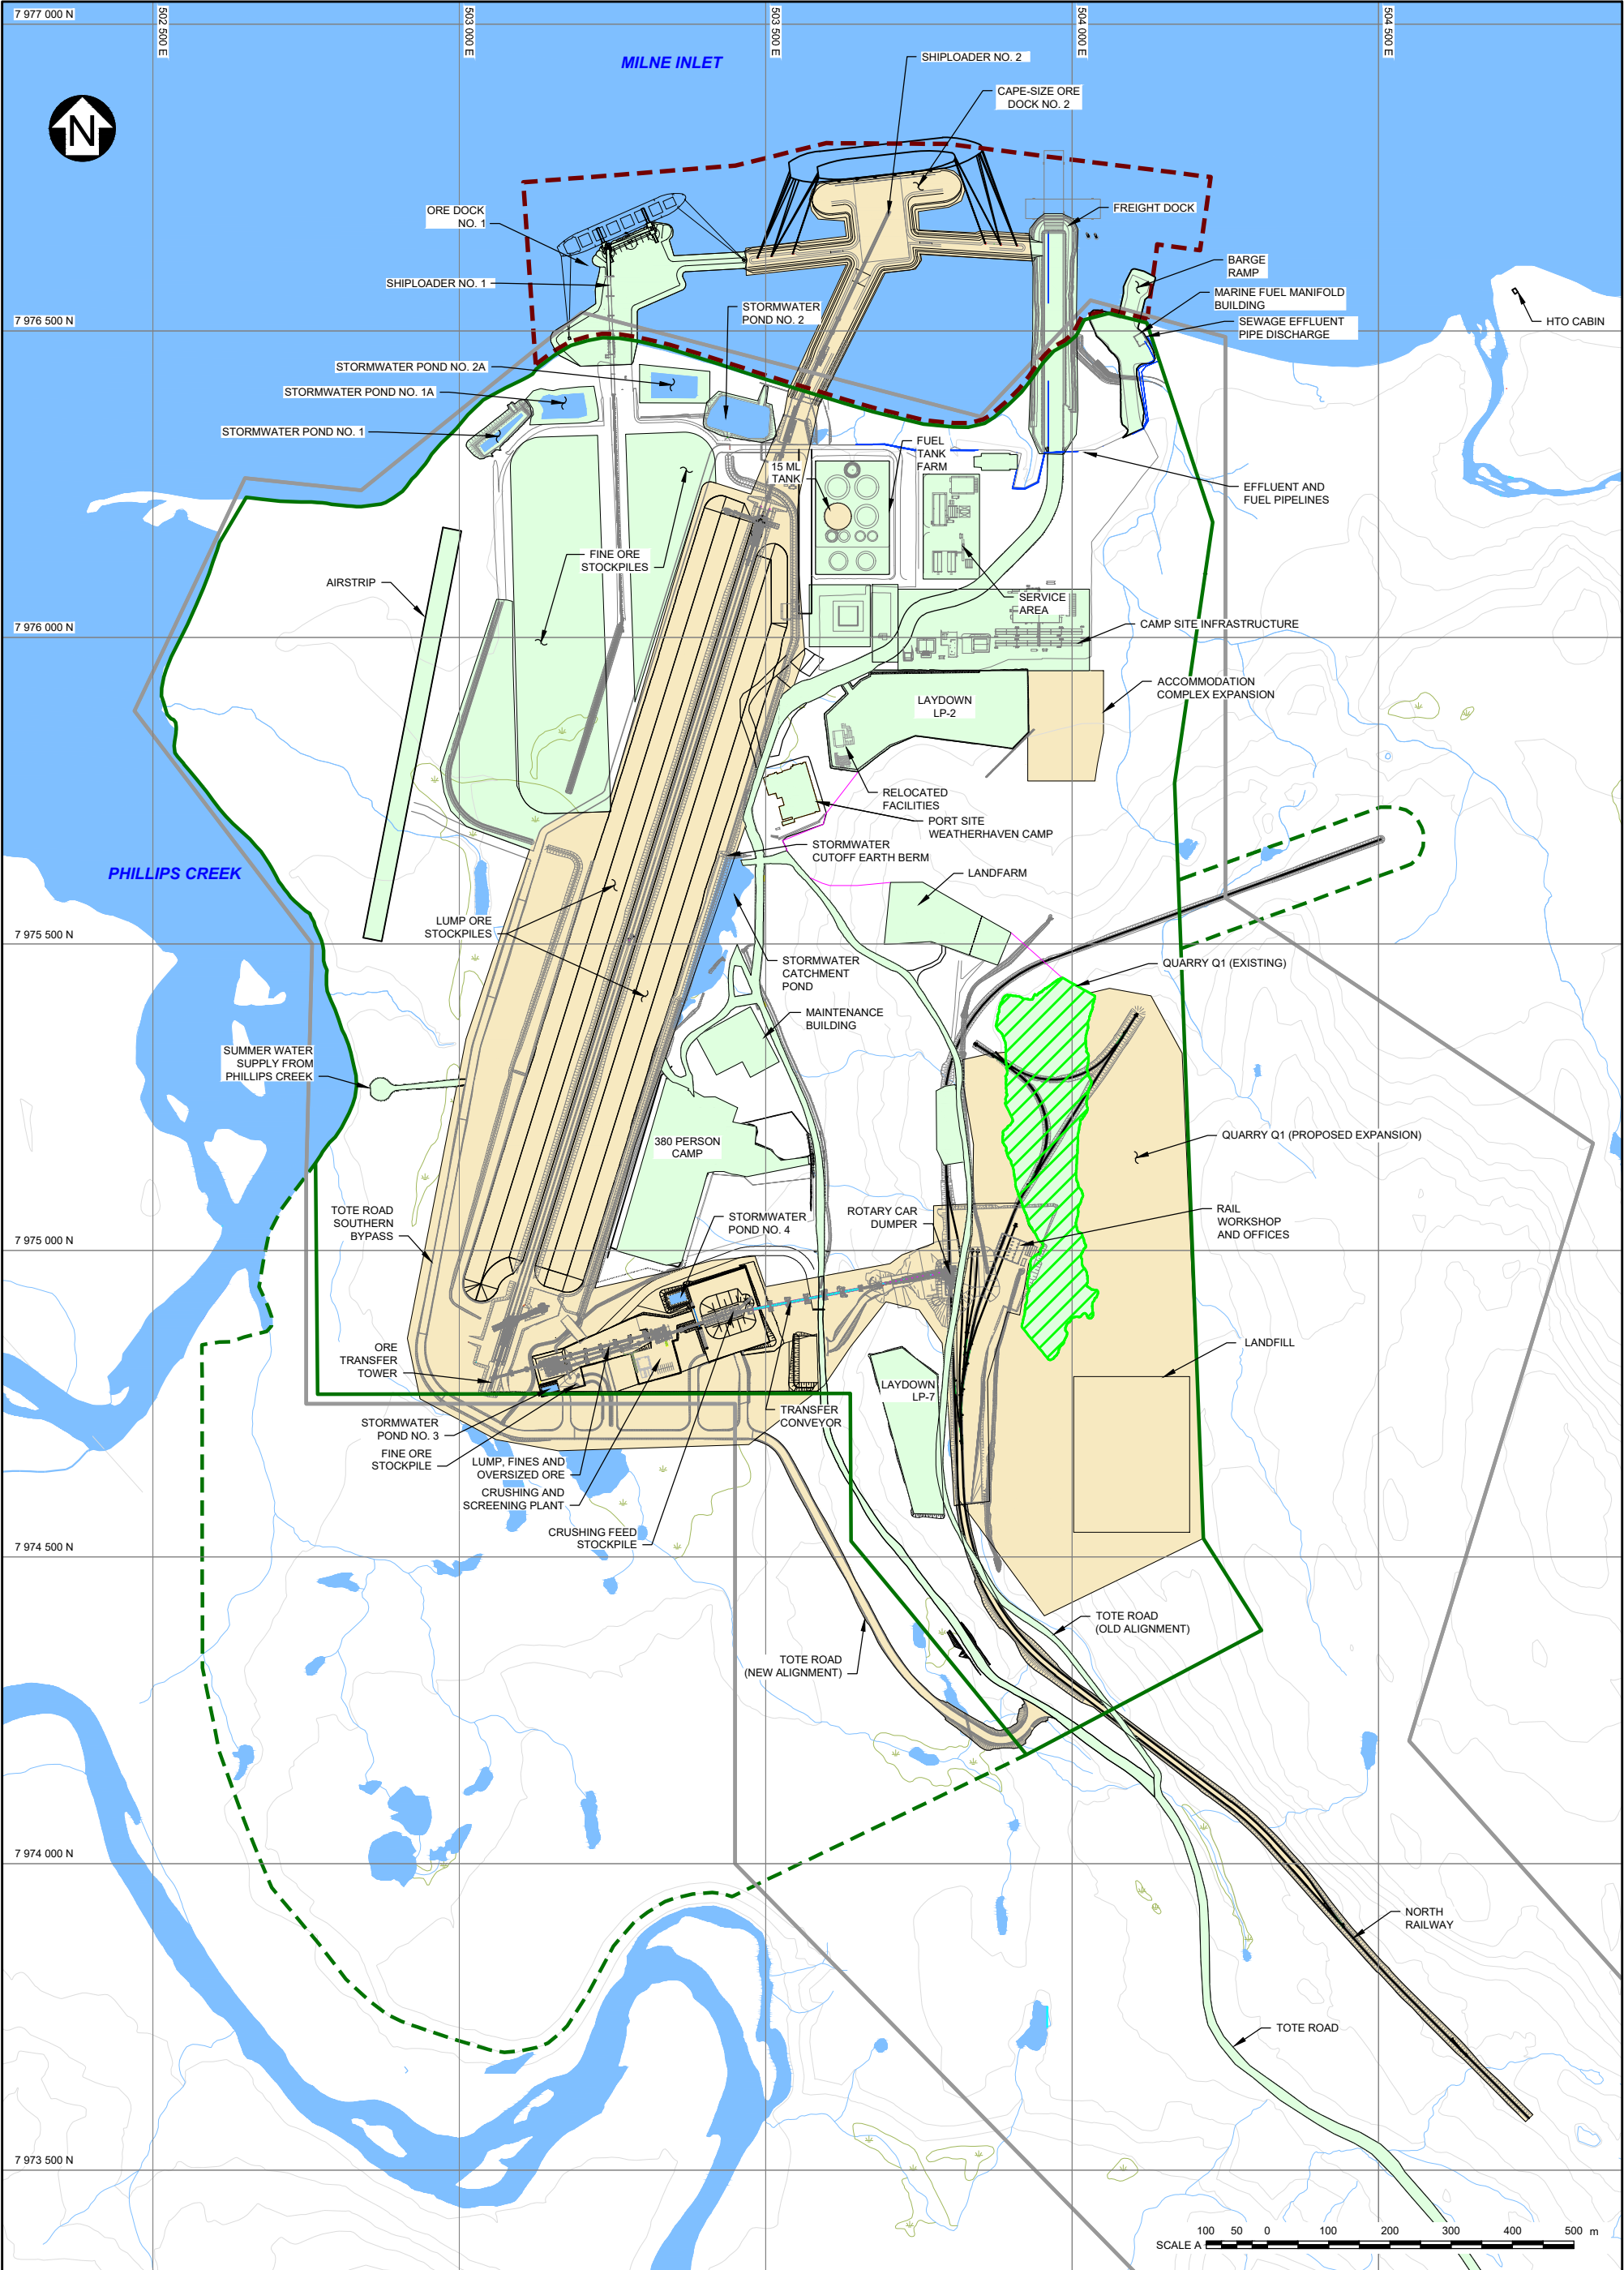 7 977 000 N
502 500 E
503 000 E
503 500 E
504 000 E
504 500 E
MILNE INLET
SHIPLOADER NO. 2
CAPE-SIZE ORE
DOCK NO. 2
N
ORE DOCK
NO. 1
FREIGHT DOCK
SHIPLOADER NO. 1
BARGE
RAMP
MARINE FUEL MANIFOLD
BUILDING
STORMWATER
POND NO. 2
SEWAGE EFFLUENT
PIPE DISCHARGE
HTO CABIN
7 976 500 N
STORMWATER POND NO. 2A
STORMWATER POND NO. 1A
STORMWATER POND NO. 1
FUEL
TANK
FARM
15 ML
TANK
EFFLUENT AND
FUEL PIPELINES
FINE ORE
STOCKPILES
AIRSTRIP
SERVICE
AREA
7 976 000 N
CAMP SITE INFRASTRUCTURE
ACCOMMODATION
COMPLEX EXPANSION
LAYDOWN
LP-2
RELOCATED
FACILITIES
PORT SITE
WEATHERHAVEN CAMP
STORMWATER
CUTOFF EARTH BERM
PHILLIPS CREEK
LANDFARM
LUMP ORE
STOCKPILES
7 975 500 N
STORMWATER
CATCHMENT
POND
QUARRY Q1 (EXISTING)
MAINTENANCE
BUILDING
SUMMER WATER
SUPPLY FROM
PHILLIPS CREEK
380 PERSON
CAMP
QUARRY Q1 (PROPOSED EXPANSION)
TOTE ROAD
SOUTHERN
BYPASS
STORMWATER
POND NO. 4
ROTARY CAR
DUMPER
RAIL
WORKSHOP
AND OFFICES
7 975 000 N
ORE
TRANSFER
TOWER
LANDFILL
LAYDOWN
LP-7
TRANSFER
CONVEYOR
STORMWATER
POND NO. 3
FINE ORE
STOCKPILE
LUMP, FINES AND
OVERSIZED ORE
CRUSHING AND
SCREENING PLANT
CRUSHING FEED
STOCKPILE
7 974 500 N
TOTE ROAD
(OLD ALIGNMENT)
TOTE ROAD
(NEW ALIGNMENT)
7 974 000 N
NORTH
RAILWAY
TOTE ROAD
7 973 500 N
100 50 0 100 200 300 400 500 m
SCALE A